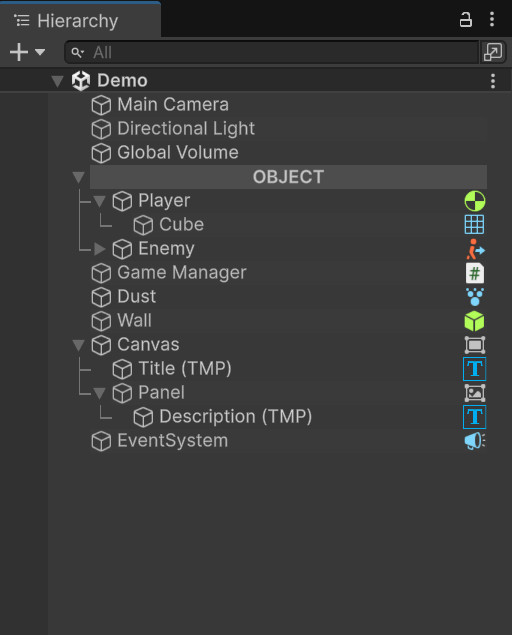 Hierarchy
All
Demo
Main Camera
Directional Light
Global Volume
OBJECT
Player
Cube
Enemy
Game Manager
#
Dust
Wall
Canvas
Title (TMP)
T
Panel
Description (TMP)
T
EventSystem